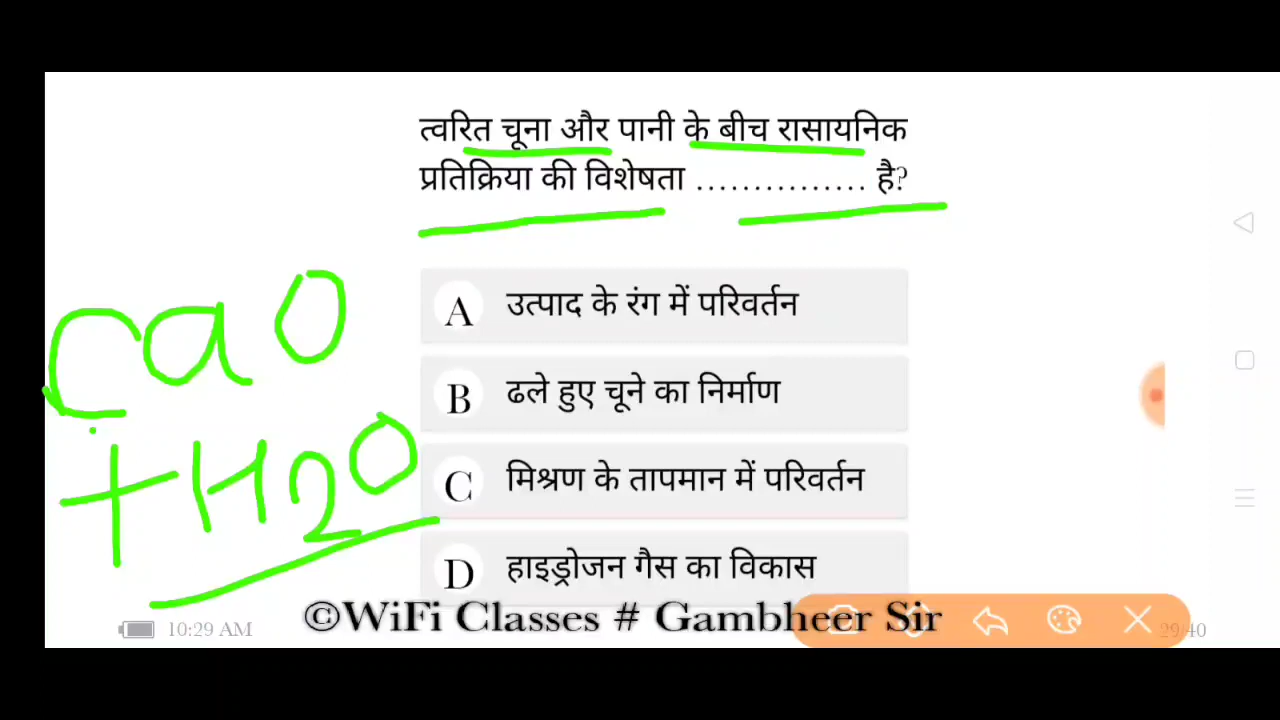 त्वरित चूना और पानी के बीच रासायनिक
प्रतिक्रिया की विशेषता ............... है?
CaO
+H2O
A उत्पाद के रंग में परिवर्तन
B ढले हुए चूने का निर्माण
C मिश्रण के तापमान में परिवर्तन
D हाइड्रोजन गैस का विकास
©WiFi Classes # Gambheer Sir
10:29 AM
29/40